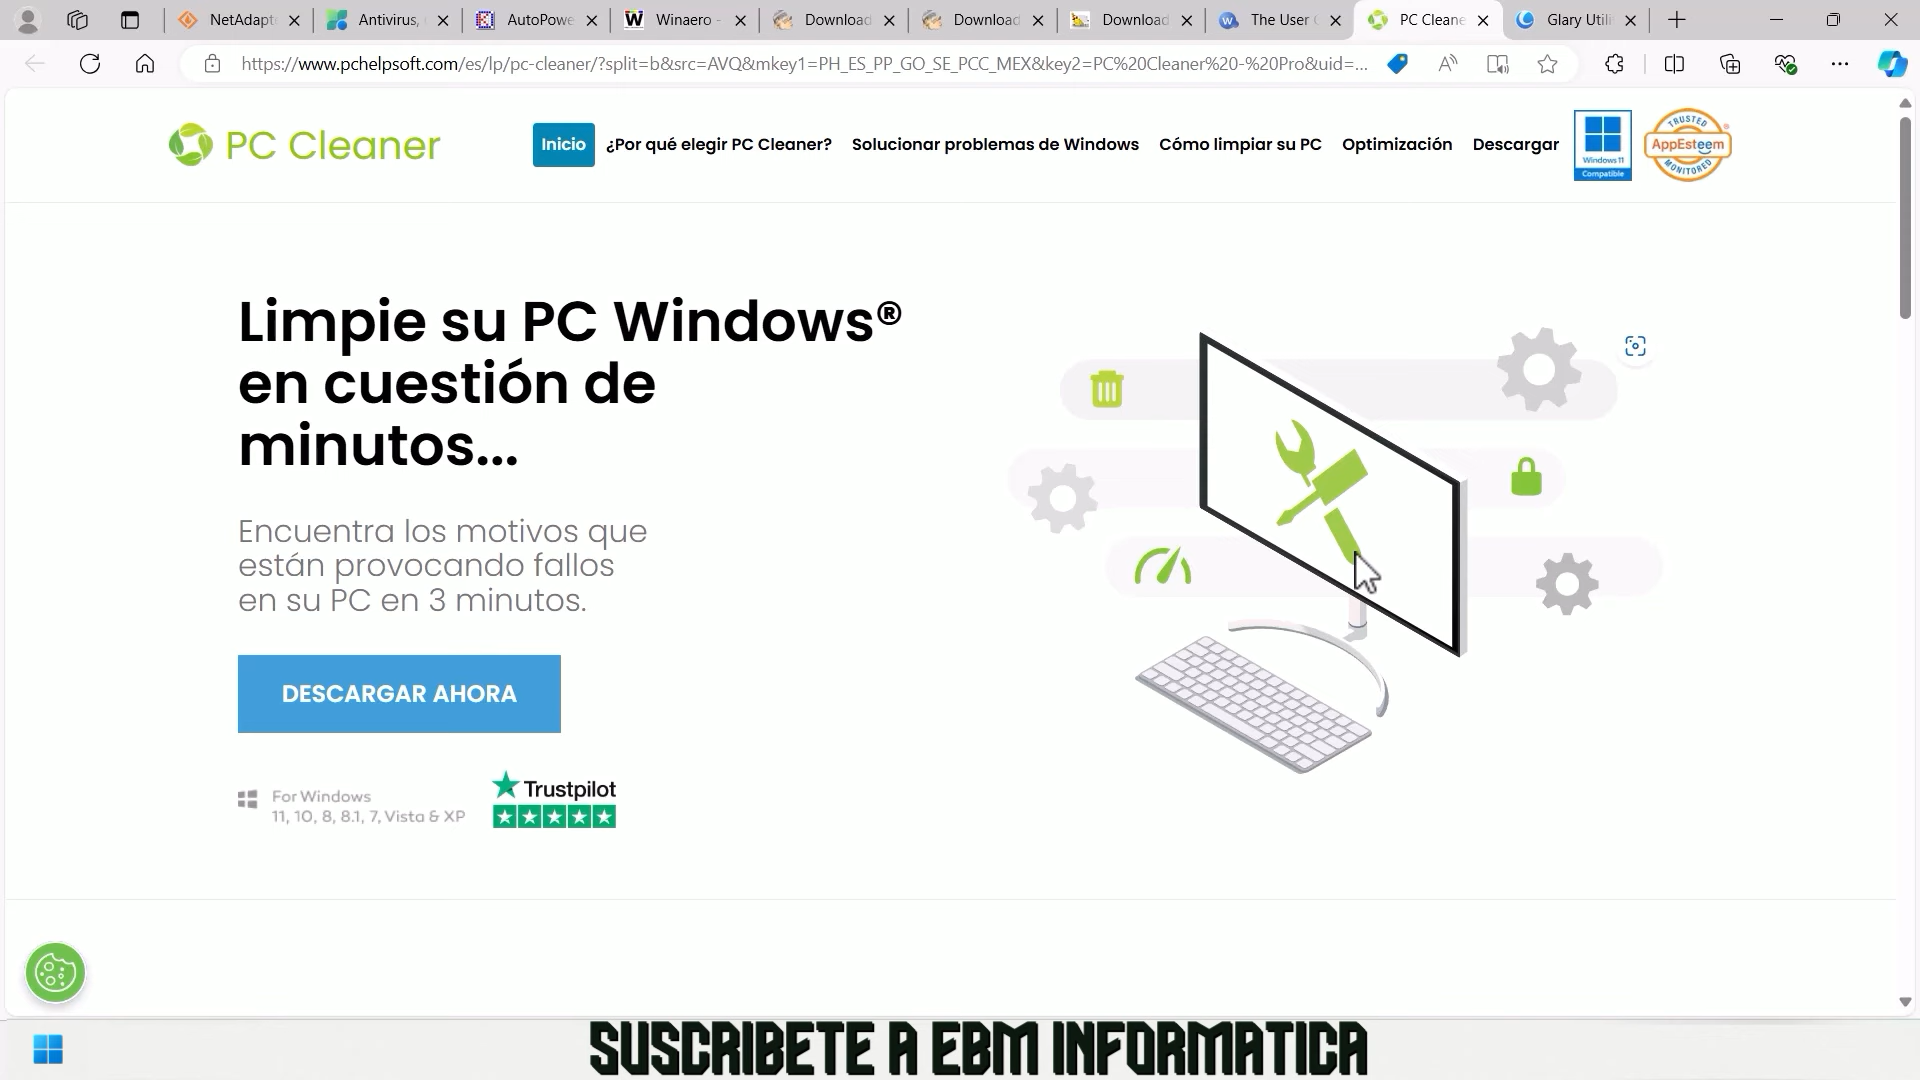 NetAdapt
Antivirus,
AutoPowe
Winaero -
Download
Download
Download
The User
PC Cleane
Glary Utili
https://www.pchelpsoft.com/es/lp/pc-cleaner/?split=b&src=AVQ&mkey1=PH_ES_PP_GO_SE_PCC_MEX&key2=PC%20Cleaner%20-%20Pro&uid=...
PC Cleaner
Inicio
¿Por qué elegir PC Cleaner?
Solucionar problemas de Windows
Cómo limpiar su PC
Optimización
Descargar
Windows 11
Compatible
TRUSTED
AppEsteem
MONITORED
Limpie su PC Windows®
en cuestión de
minutos...
Encuentra los motivos que
están provocando fallos
en su PC en 3 minutos.
DESCARGAR AHORA
For Windows
11, 10, 8, 8.1, 7, Vista & XP
Trustpilot
SUSCRIBETE A EBM INFORMATICA